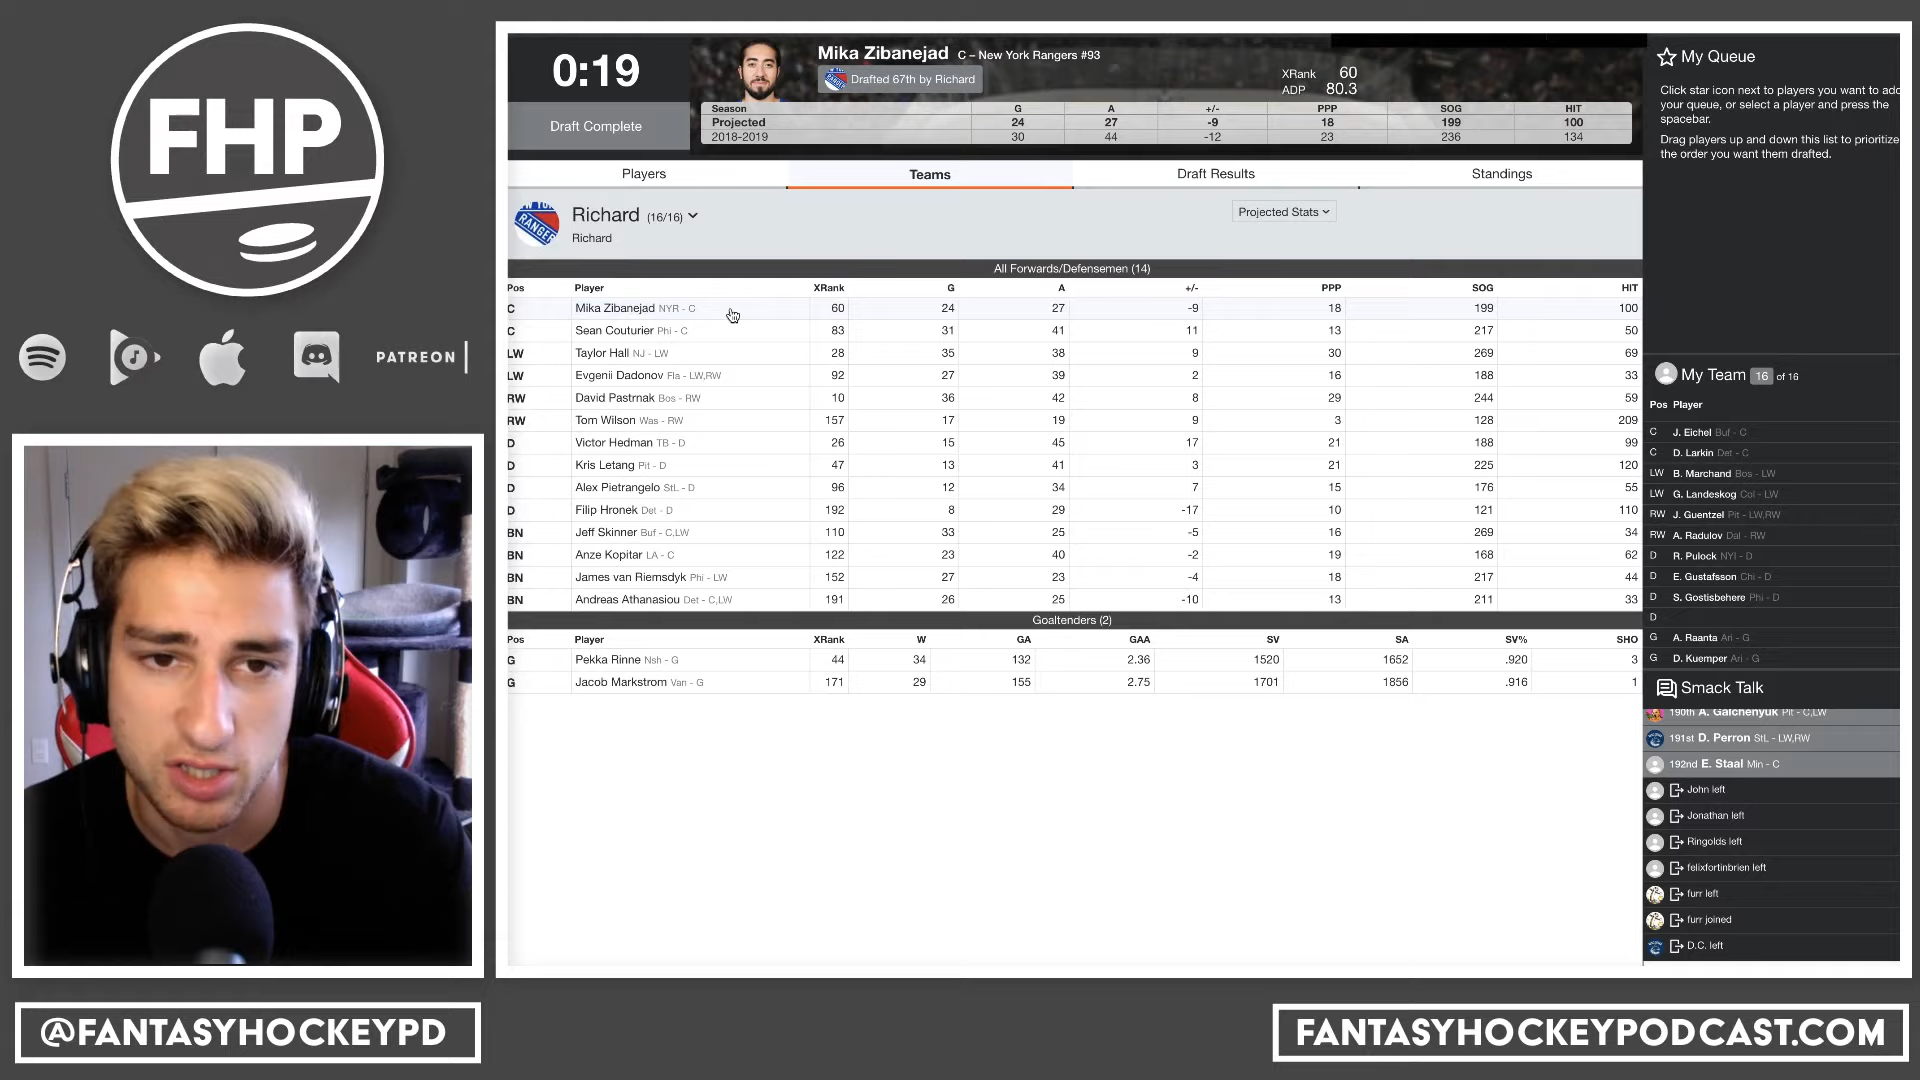 FHP
PATREON
@FANTASYHOCKEYPD
FANTASYHOCKEYPODCAST.COM
0:19
Draft Complete
Mika Zibanejad C – New York Rangers #93
Drafted 67th by Richard
XRank 60
ADP 80.3
Season G A +/- PPP SOG HIT
Projected 24 27 -9 18 199 100
2018-2019 30 44 -12 23 236 134
Players Teams Draft Results Standings
Richard (16/16)
Richard
Projected Stats
All Forwards/Defensemen (14)
Pos Player XRank G A +/- PPP SOG HIT
C Mika Zibanejad NYR - C 60 24 27 -9 18 199 100
C Sean Couturier Phi - C 83 31 41 11 13 217 50
LW Taylor Hall NJ - LW 28 35 38 9 30 269 69
LW Evgenii Dadonov Fla - LW,RW 92 27 39 2 16 188 33
RW David Pastrnak Bos - RW 10 36 42 8 29 244 59
RW Tom Wilson Was - RW 157 17 19 9 3 128 209
D Victor Hedman TB - D 26 15 45 17 21 188 99
D Kris Letang Pit - D 47 13 41 3 21 225 120
D Alex Pietrangelo StL - D 96 12 34 7 15 176 55
D Filip Hronek Det - D 192 8 29 -17 10 121 110
BN Jeff Skinner Buf - C,LW 110 33 25 -5 16 269 34
BN Anze Kopitar LA - C 122 23 40 -2 19 168 62
BN James van Riemsdyk Phi - LW 152 27 23 -4 18 217 44
BN Andreas Athanasiou Det - C,LW 191 26 25 -10 13 211 33
Goaltenders (2)
Pos Player XRank W GA GAA SV SA SV% SHO
G Pekka Rinne Nsh - G 44 34 132 2.36 1520 1652 .920 3
G Jacob Markstrom Van - G 171 29 155 2.75 1701 1856 .916 1
My Queue
Click star icon next to players you want to add
your queue, or select a player and press the
spacebar.
Drag players up and down this list to prioritize
the order you want them drafted.
My Team 16 of 16
Pos Player
C J. Eichel Buf - C
C D. Larkin Det - C
LW B. Marchand Bos - LW
LW G. Landeskog Col - LW
RW J. Guentzel Pit - LW,RW
RW A. Radulov Dal - RW
D R. Pulock NYI - D
D E. Gustafsson Chi - D
D S. Gostisbehere Phi - D
D
G A. Raanta Ari - G
G D. Kuemper Ari - G
Smack Talk
190th A. Galchenyuk Pit - C,LW
191st D. Perron StL - LW,RW
192nd E. Staal Min - C
John left
Jonathan left
Ringolds left
felixfortinbrien left
furr left
furr joined
D.C. left